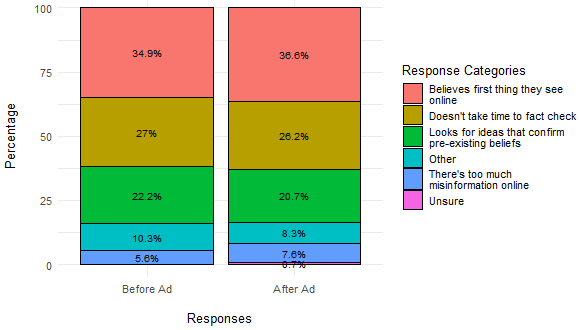 100
75
50
25
0
Percentage
34.9%
27%
22.2%
10.3%
5.6%
36.6%
26.2%
20.7%
8.3%
7.6%
0.7%
Before Ad
After Ad
Responses
Response Categories
Believes first thing they see
online
Doesn't take time to fact check
Looks for ideas that confirm
pre-existing beliefs
Other
There's too much
misinformation online
Unsure